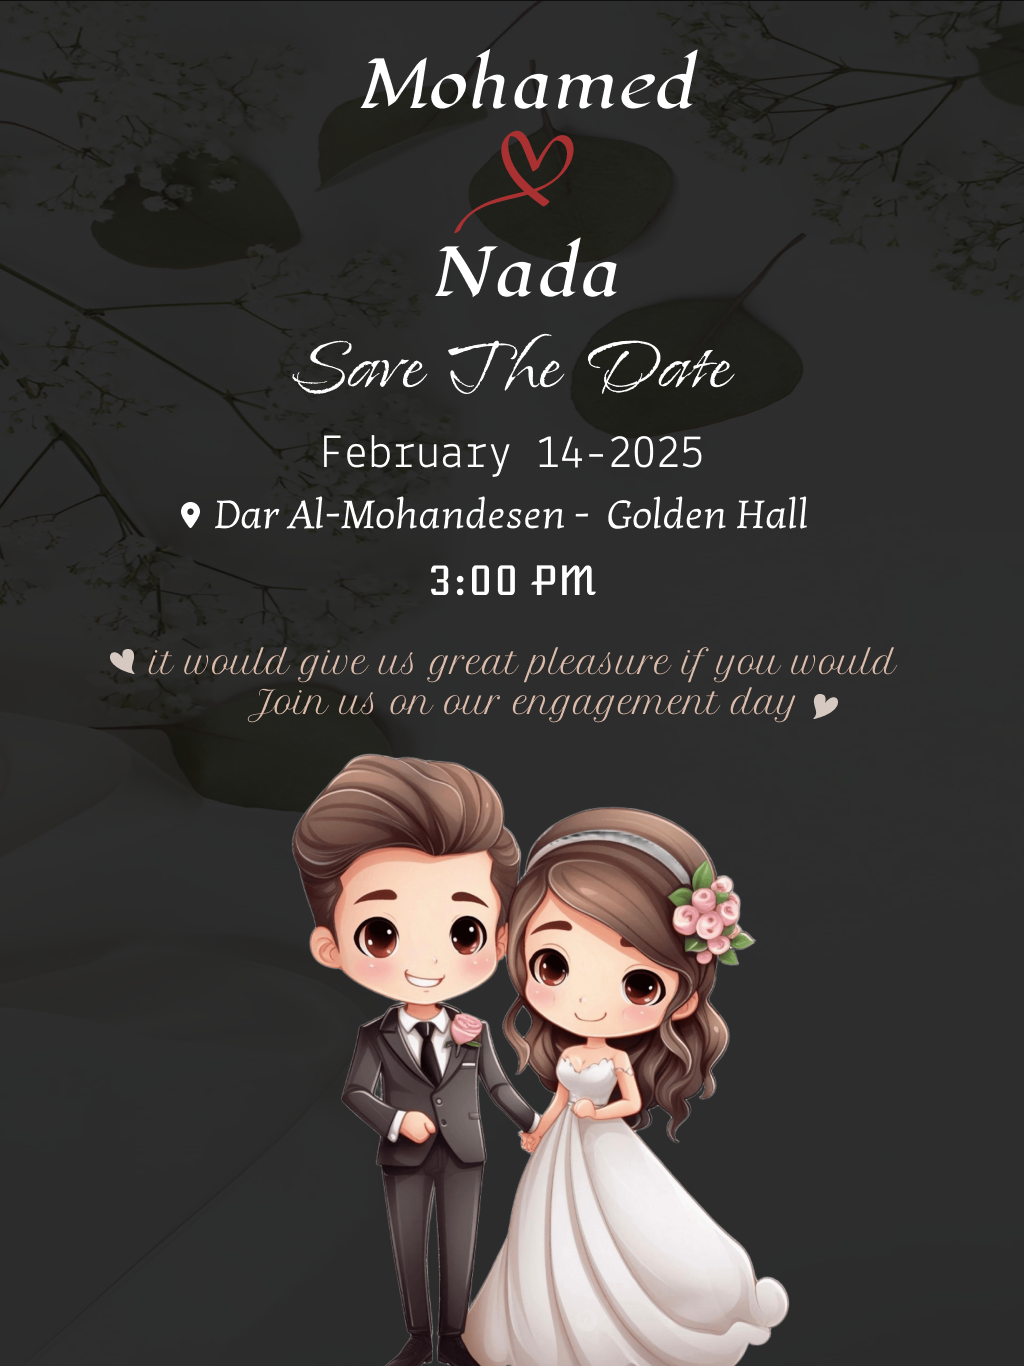 Mohamed
Nada
Save The Date
February 14-2025
Dar Al-Mohandesen - Golden Hall
3:00 PM
it would give us great pleasure if you would
Join us on our engagement day